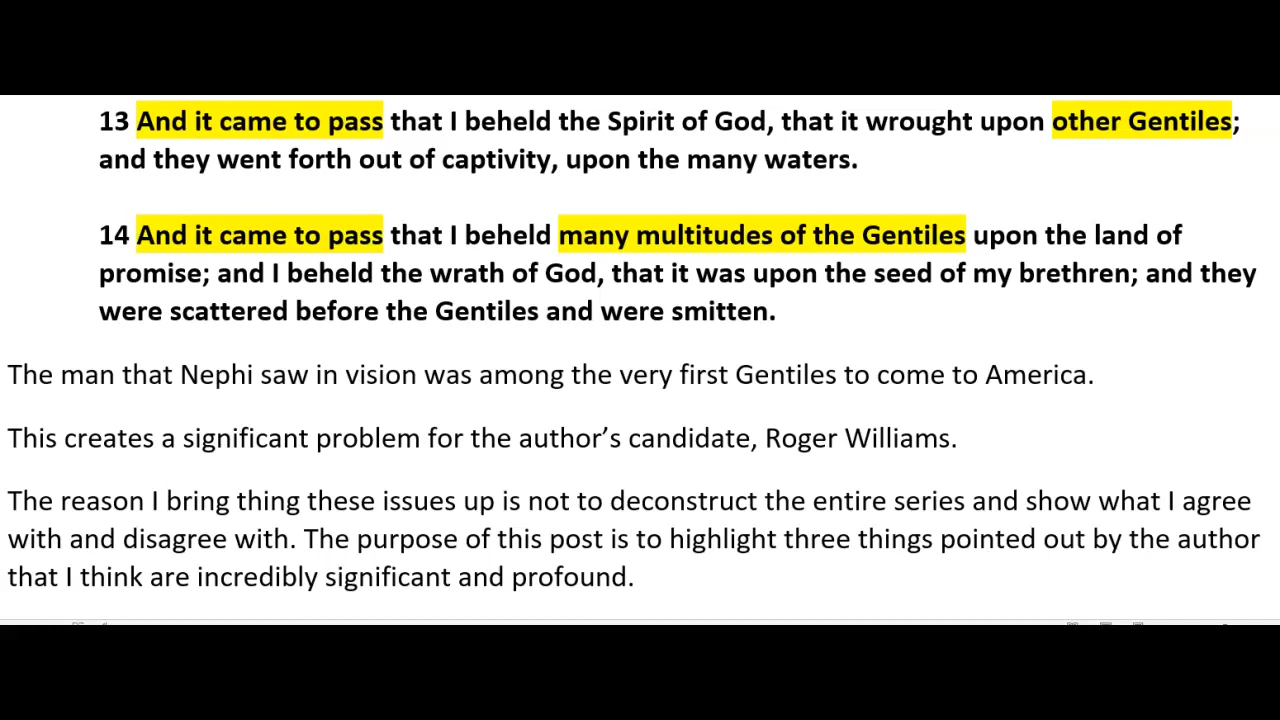 13 And it came to pass that I beheld the Spirit of God, that it wrought upon other Gentiles;
and they went forth out of captivity, upon the many waters.
14 And it came to pass that I beheld many multitudes of the Gentiles upon the land of
promise; and I beheld the wrath of God, that it was upon the seed of my brethren; and they
were scattered before the Gentiles and were smitten.
The man that Nephi saw in vision was among the very first Gentiles to come to America.
This creates a significant problem for the author’s candidate, Roger Williams.
The reason I bring thing these issues up is not to deconstruct the entire series and show what I agree
with and disagree with. The purpose of this post is to highlight three things pointed out by the author
that I think are incredibly significant and profound.